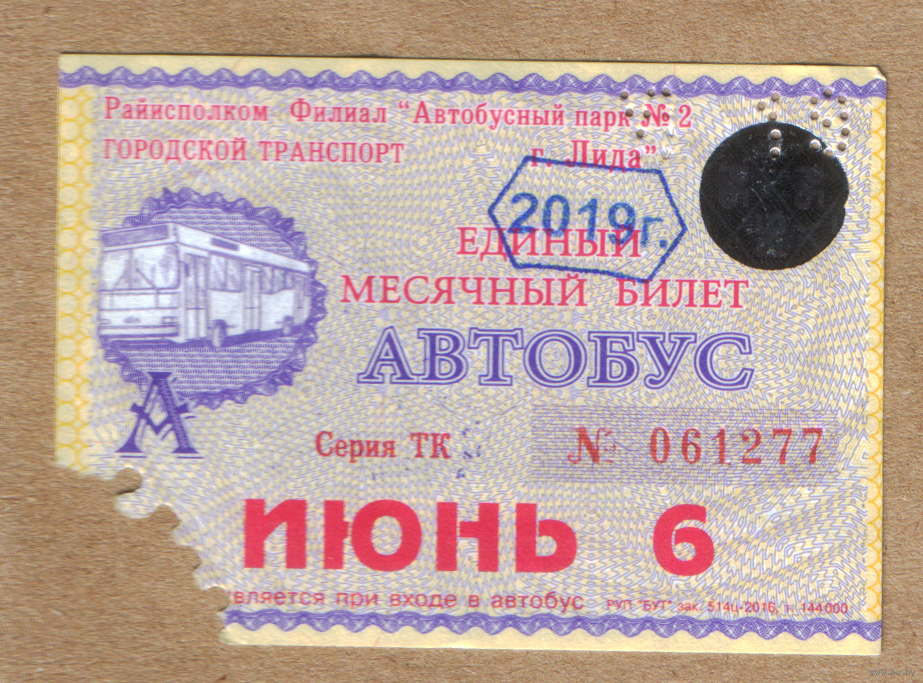 Райисполком Филиал "Автобусный парк № 2
ГОРОДСКОЙ ТРАНСПОРТ г. Лида"
2019г.
ЕДИНЫЙ
МЕСЯЧНЫЙ БИЛЕТ
АВТОБУС
А
Серия ТК № 061277
ИЮНЬ 6
вляется при входе в автобус РУП "БУТ" зак. 514ц-2016, т. 144000